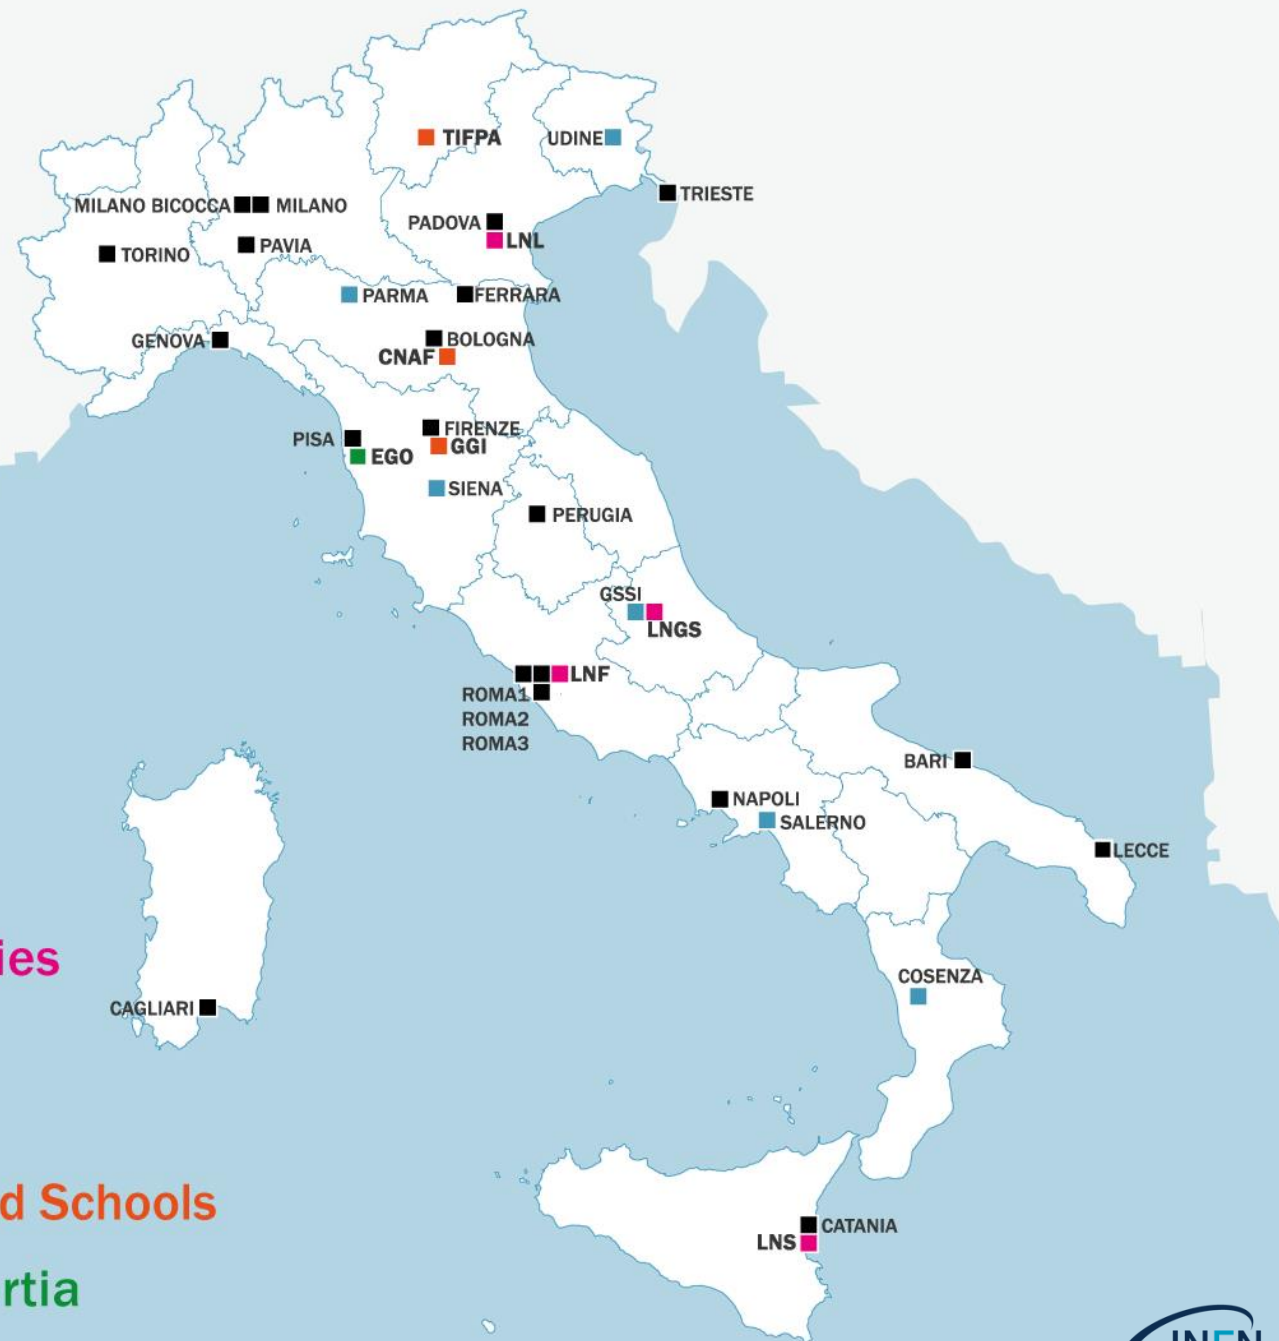 TIFPA
UDINE
TRIESTE
MILANO BICOCCA
MILANO
PADOVA
LNL
TORINO
PAVIA
PARMA
FERRARA
GENOVA
BOLOGNA
CNAF
FIRENZE
PISA
GGI
EGO
SIENA
PERUGIA
GSSI
LNGS
LNF
ROMA1
ROMA2
ROMA3
BARI
NAPOLI
SALERNO
LECCE
ies
COSENZA
CAGLIARI
d Schools
CATANIA
LNS
rtia
INFN